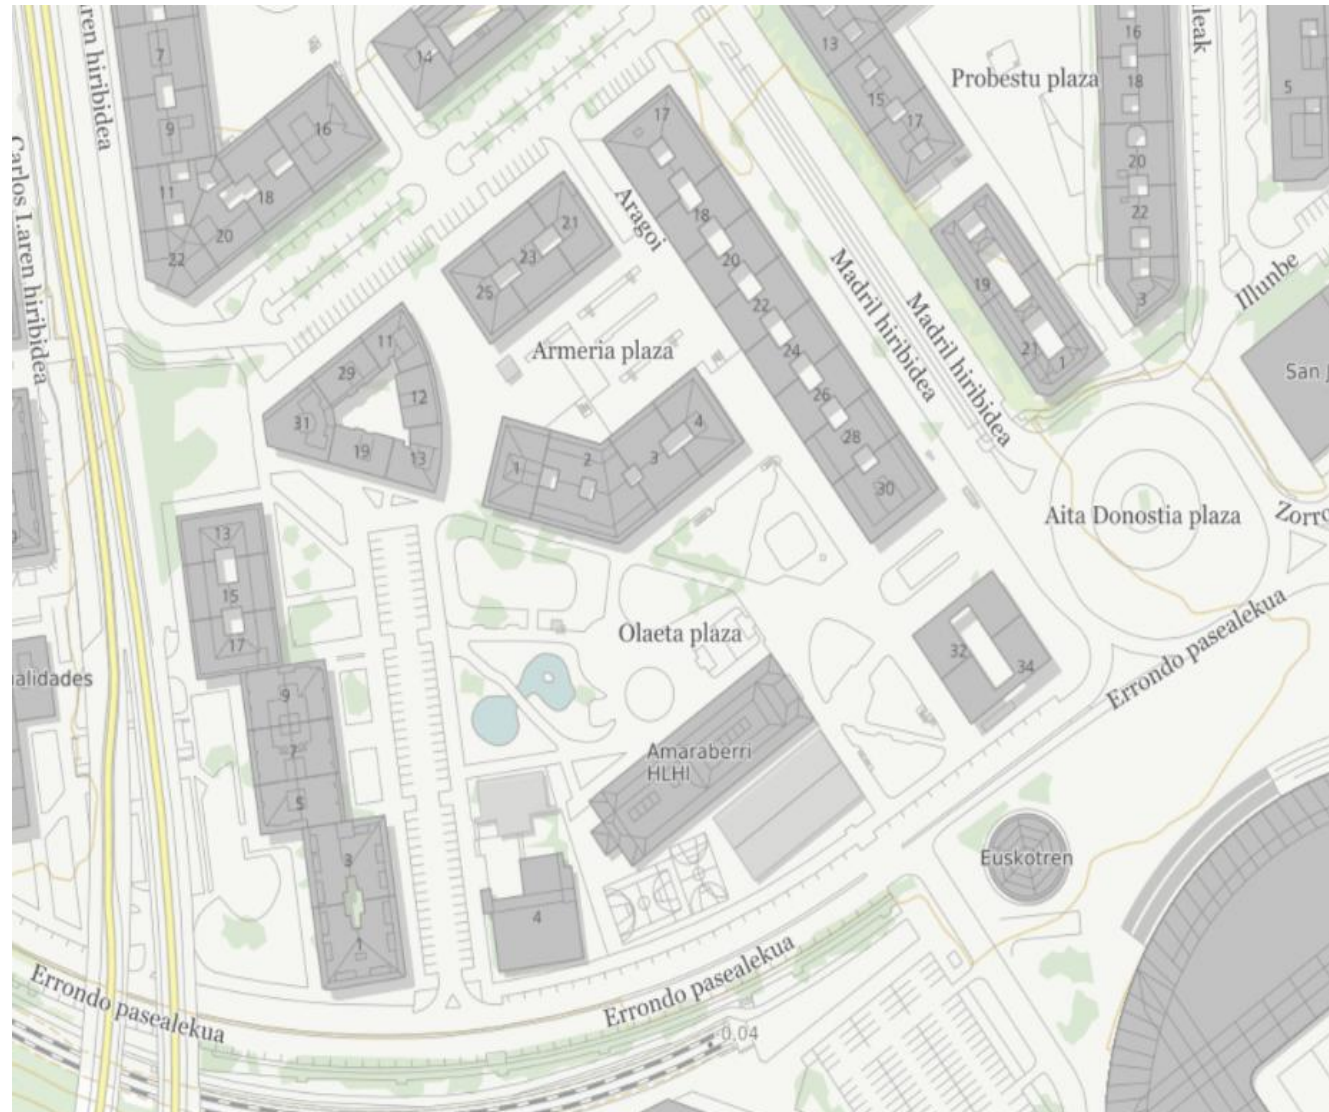 7
9
11
22
20
18
16
14
13
15
17
Probestu plaza
16
18
20
22
3
5
Carlos I.aren hiribidea
Aragoi
17
18
20
22
24
26
28
30
21
23
25
Armeria plaza
Madril hiribidea
Madril hiribidea
19
21
1
Illunbe
San J
11
29
12
31
19
13
1
2
3
4
Aita Donostia plaza
Zorro
13
15
17
Olaeta plaza
32
34
Errondo pasealekua
alidades
9
7
5
Amaraberri
HLHI
3
1
4
Euskotren
Errondo pasealekua
Errondo pasealekua
0.04